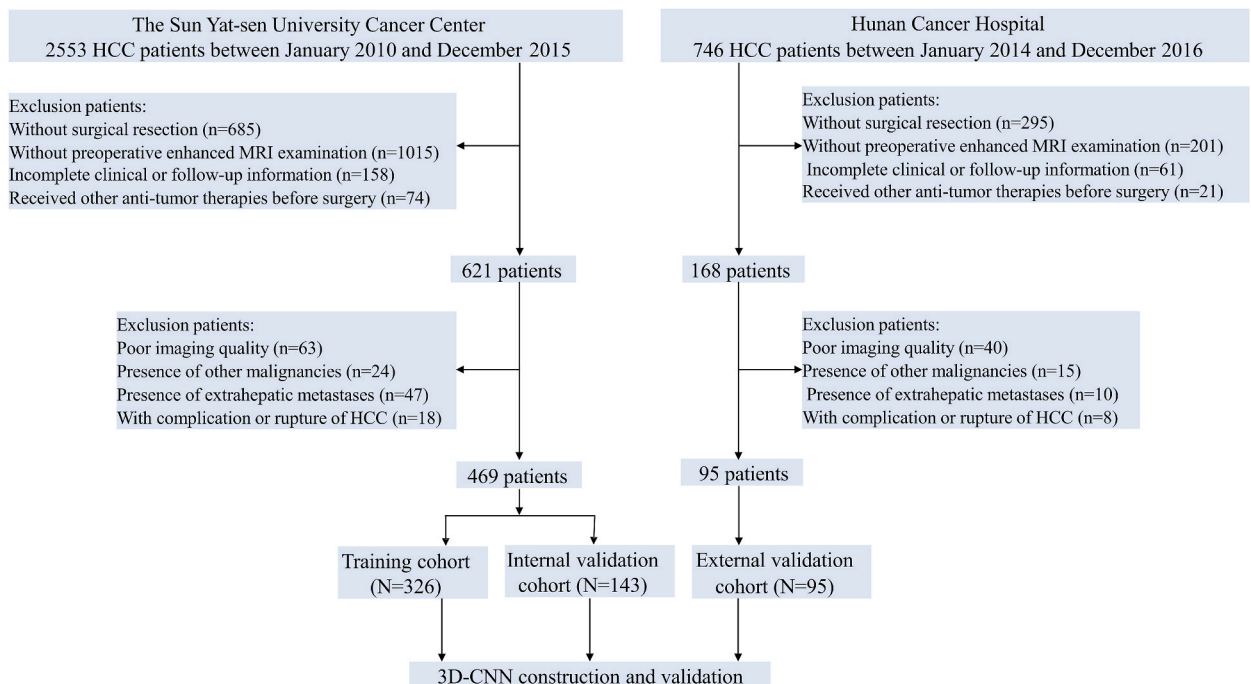 The Sun Yat-sen University Cancer Center
2553 HCC patients between January 2010 and December 2015
Hunan Cancer Hospital
746 HCC patients between January 2014 and December 2016
Exclusion patients:
Without surgical resection (n=685)
Without preoperative enhanced MRI examination (n=1015)
Incomplete clinical or follow-up information (n=158)
Received other anti-tumor therapies before surgery (n=74)
Exclusion patients:
Without surgical resection (n=295)
Without preoperative enhanced MRI examination (n=201)
Incomplete clinical or follow-up information (n=61)
Received other anti-tumor therapies before surgery (n=21)
621 patients
168 patients
Exclusion patients:
Poor imaging quality (n=63)
Presence of other malignancies (n=24)
Presence of extrahepatic metastases (n=47)
With complication or rupture of HCC (n=18)
Exclusion patients:
Poor imaging quality (n=40)
Presence of other malignancies (n=15)
Presence of extrahepatic metastases (n=10)
With complication or rupture of HCC (n=8)
469 patients
95 patients
Training cohort
(N=326)
Internal validation
cohort (N=143)
External validation
cohort (N=95)
3D-CNN construction and validation